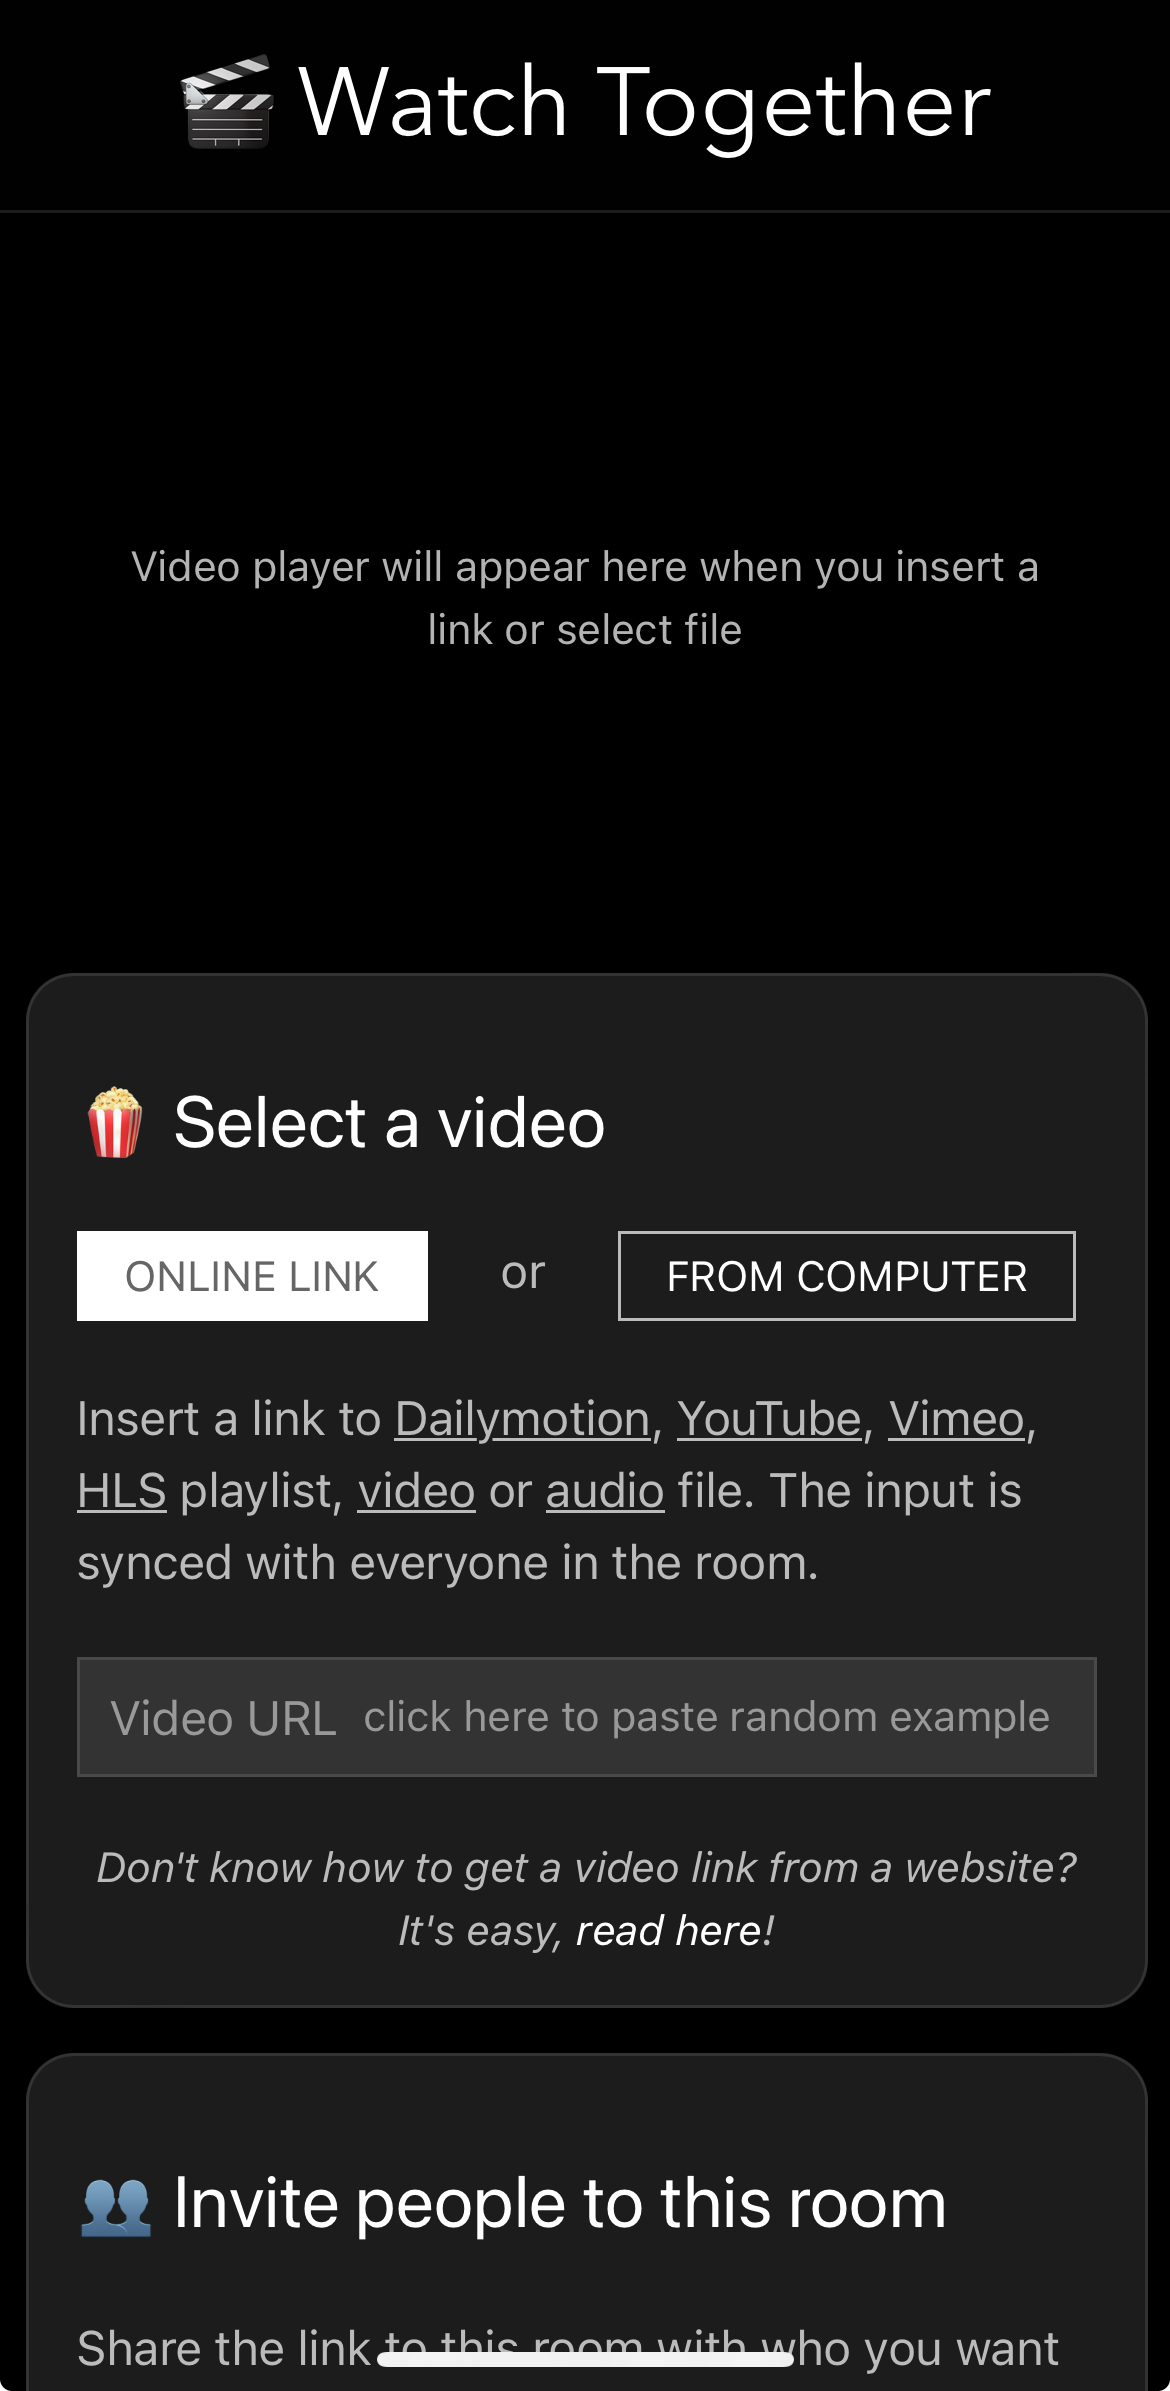 Watch Together
Video player will appear here when you insert a
link or select file
Select a video
ONLINE LINK or FROM COMPUTER
Insert a link to Dailymotion, YouTube, Vimeo,
HLS playlist, video or audio file. The input is
synced with everyone in the room.
Video URL click here to paste random example
Don't know how to get a video link from a website?
It's easy, read here!
Invite people to this room
Share the link to this room with who you want